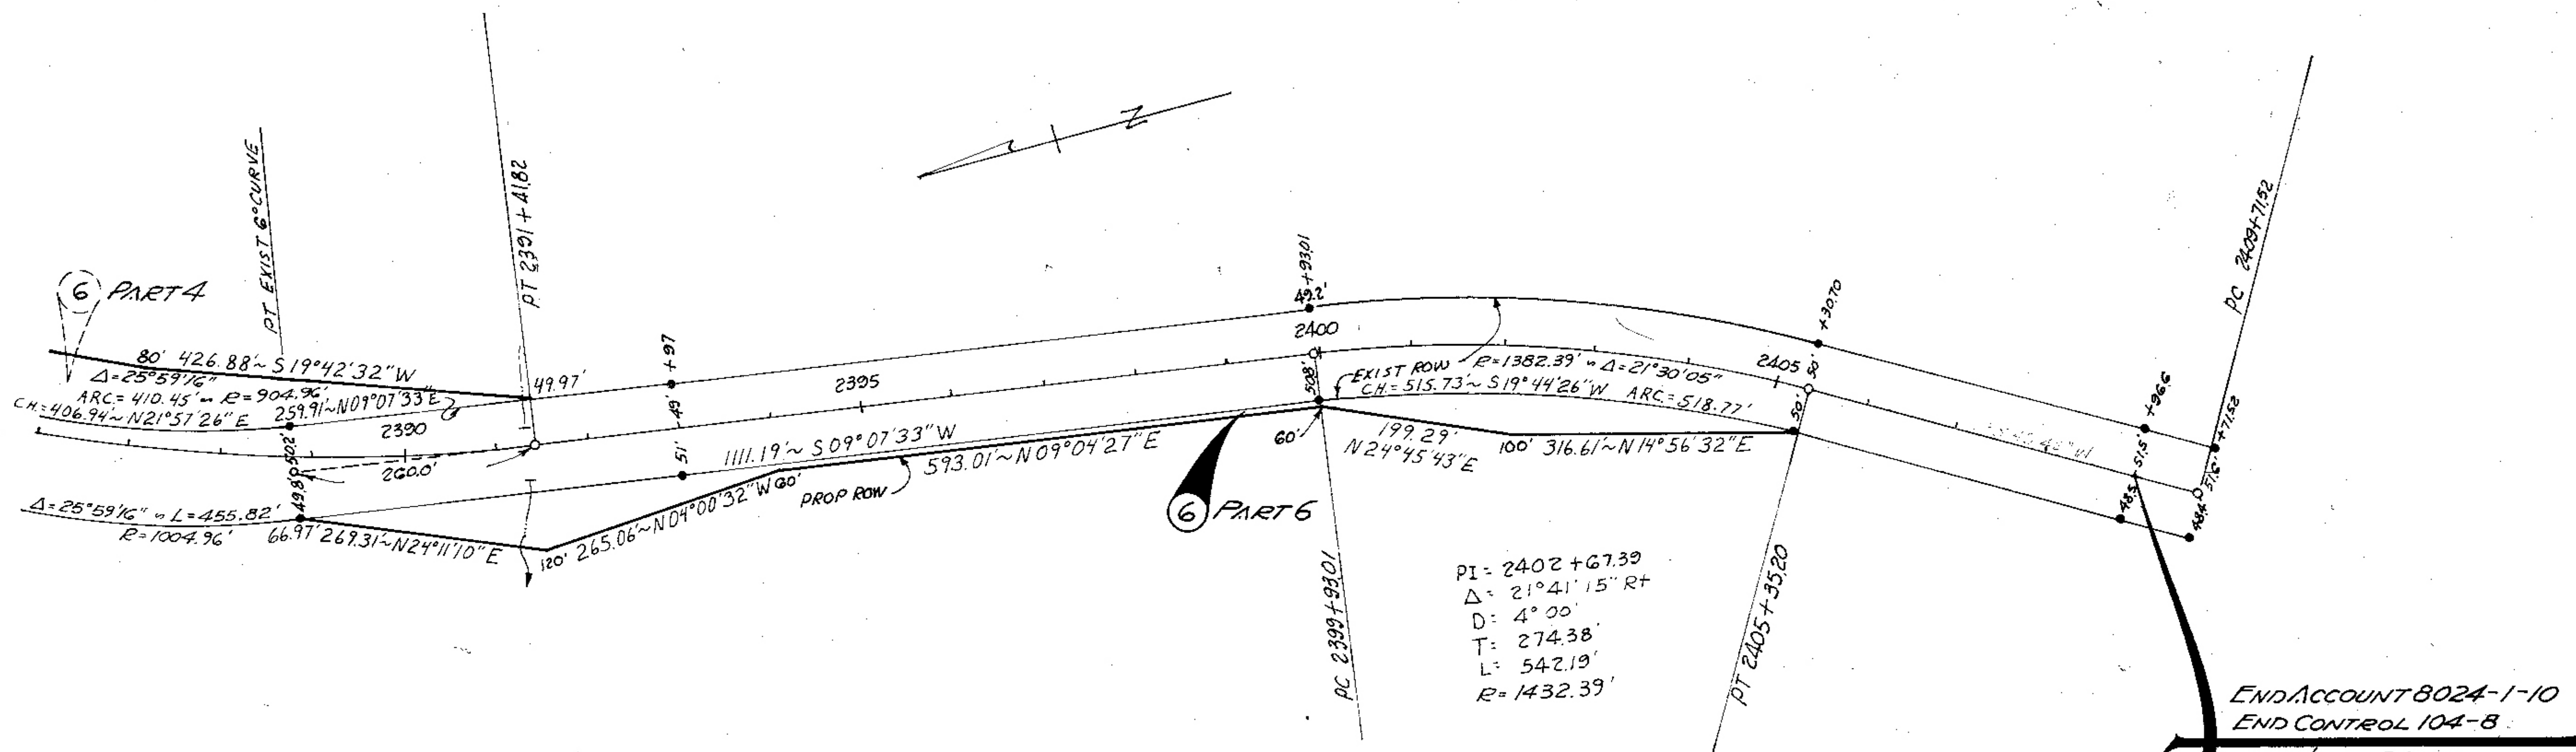 PT EXIST 6° CURVE
PT 2391+41.82
N
6 PART 4
80' 426.88' ~ S 19°42'32" W
Δ=25°59'16"
ARC=410.45' ~ R=904.96'
CH.=406.94' ~ N21°57'26" E
259.91' ~ N09°07'33" E
2390
260.0'
50.2'
49.8'
49.97'
+97
49'
51'
2395
Δ=25°59'16" ~ L=455.82'
R=1004.96'
66.97' 269.31' ~ N24°11'10" E
120' 265.06' ~ N04°00'32" W 60'
1111.19' ~ S 09°07'33" W
593.01' ~ N09°04'27" E
PROP ROW
6 PART 6
+93.01
49.2'
2400
50.8'
60'
EXIST ROW
R=1382.39' ~ Δ=21°30'05"
CH.=515.73' ~ S19°44'26" W ARC=518.77'
199.29'
N24°45'43" E
100' 316.61' ~ N14°56'32" E
2405
50'
50'
+30.70
+96.6
51.5'
48.5'
+71.52
51.6'
48.4'
PC 2409+71.52
PC 2399+93.01
PT 2405+35.20
PI= 2402+67.39
Δ= 21°41'15" Rt
D= 4°00'
T= 274.38'
L= 542.19'
R=1432.39'
END ACCOUNT 8024-1-10
END CONTROL 104-8